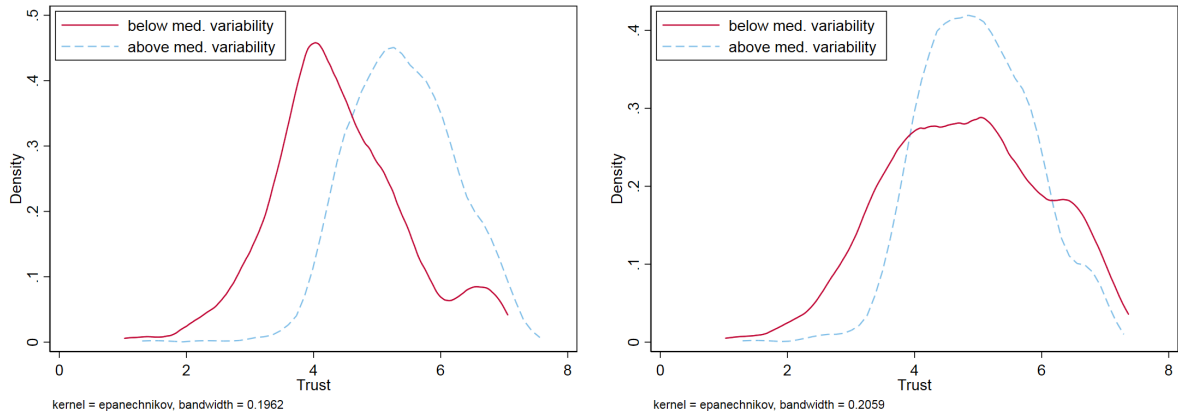 below med. variability
above med. variability
.5
.4
.3
.2
.1
0
Density
0 2 4 6 8
Trust
kernel = epanechnikov, bandwidth = 0.1962
below med. variability
above med. variability
.4
.3
.2
.1
0
Density
0 2 4 6 8
Trust
kernel = epanechnikov, bandwidth = 0.2059